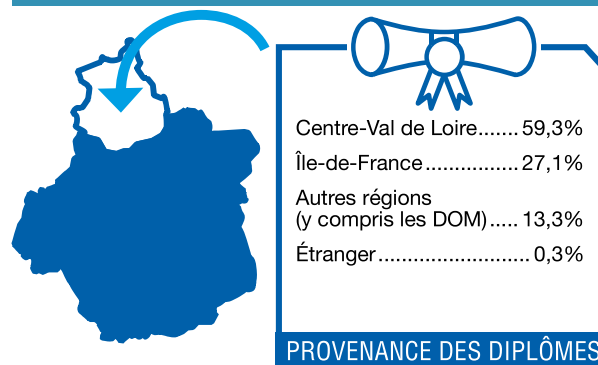 Centre-Val de Loire....... 59,3%
Île-de-France................ 27,1%
Autres régions
(y compris les DOM)..... 13,3%
Étranger.......................... 0,3%
PROVENANCE DES DIPLÔMES